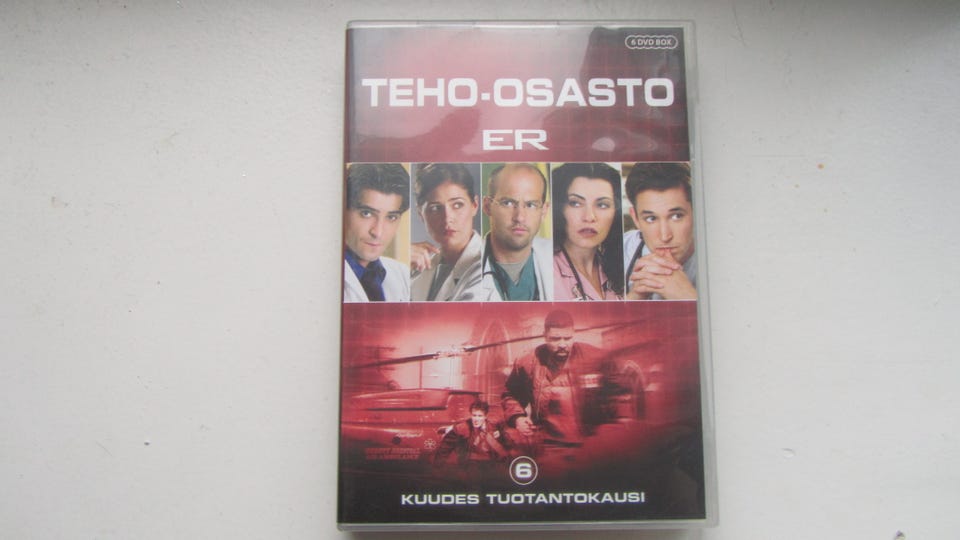 6 DVD BOX
TEHO-OSASTO
ER
6
KUUDES TUOTANTOKAUSI